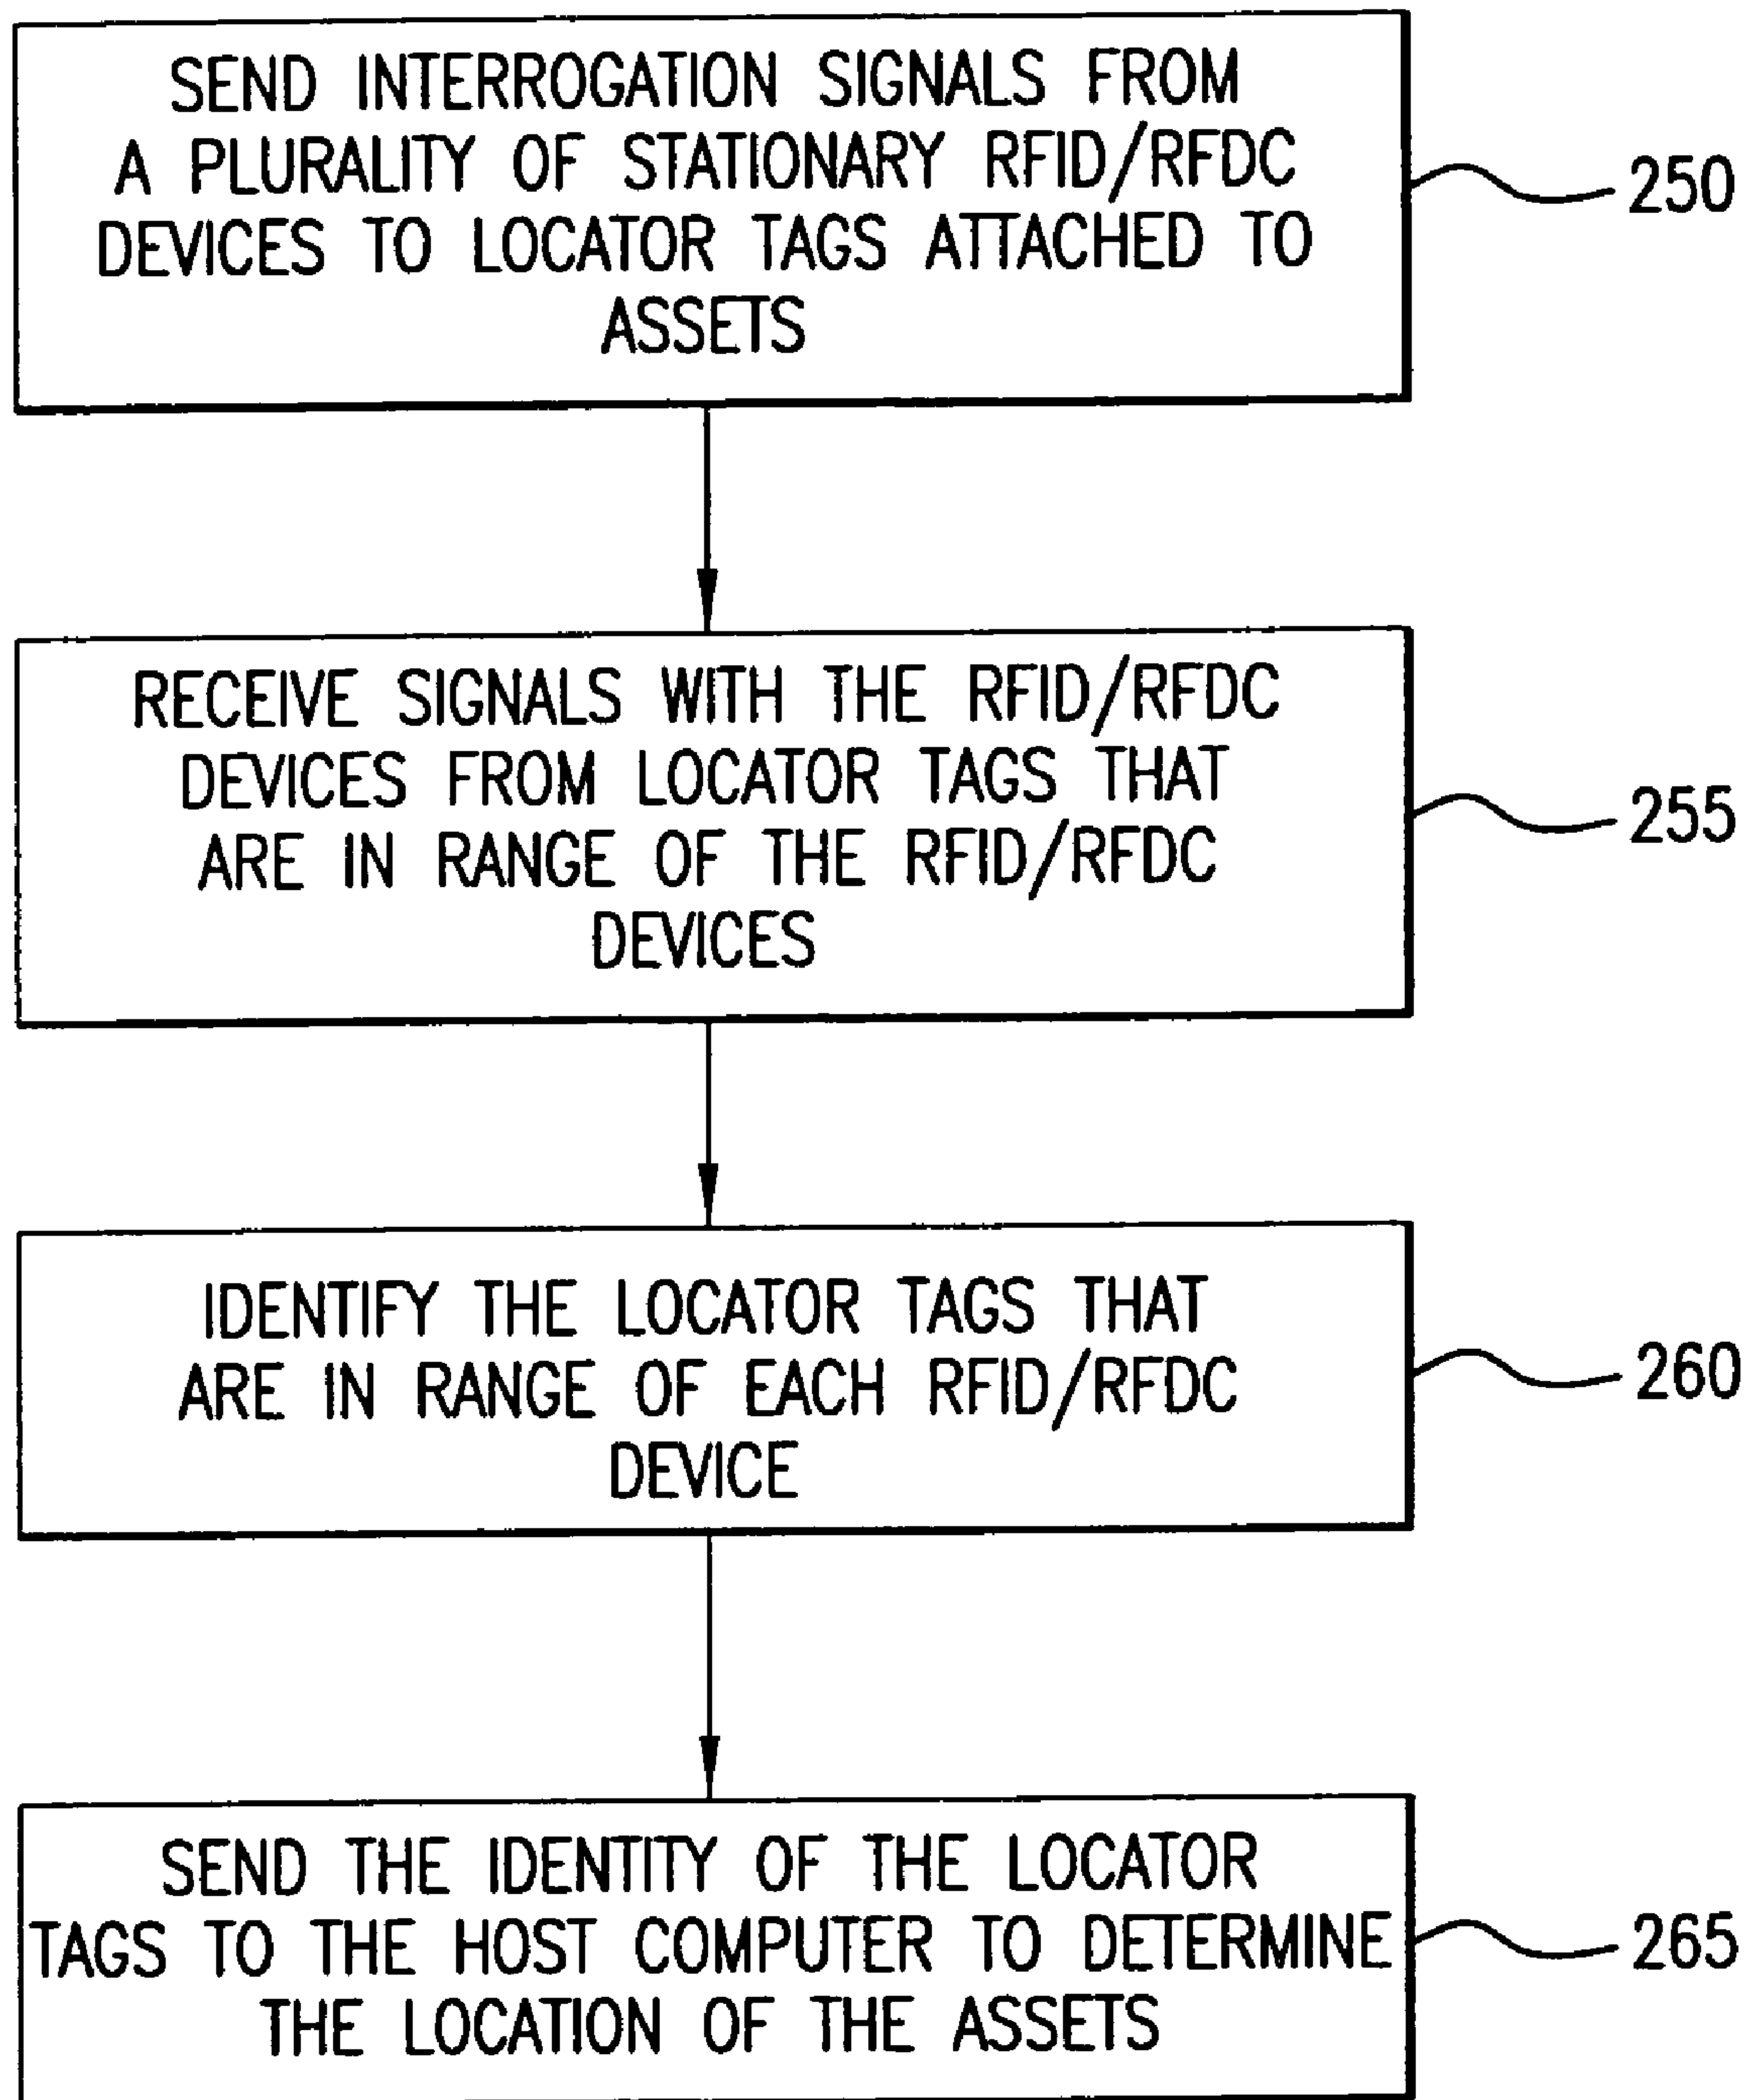 SEND INTERROGATION SIGNALS FROM
A PLURALITY OF STATIONARY RFID/RFDC
DEVICES TO LOCATOR TAGS ATTACHED TO
ASSETS
250
RECEIVE SIGNALS WITH THE RFID/RFDC
DEVICES FROM LOCATOR TAGS THAT
ARE IN RANGE OF THE RFID/RFDC
DEVICES
255
IDENTIFY THE LOCATOR TAGS THAT
ARE IN RANGE OF EACH RFID/RFDC
DEVICE
260
SEND THE IDENTITY OF THE LOCATOR
TAGS TO THE HOST COMPUTER TO DETERMINE
THE LOCATION OF THE ASSETS
265